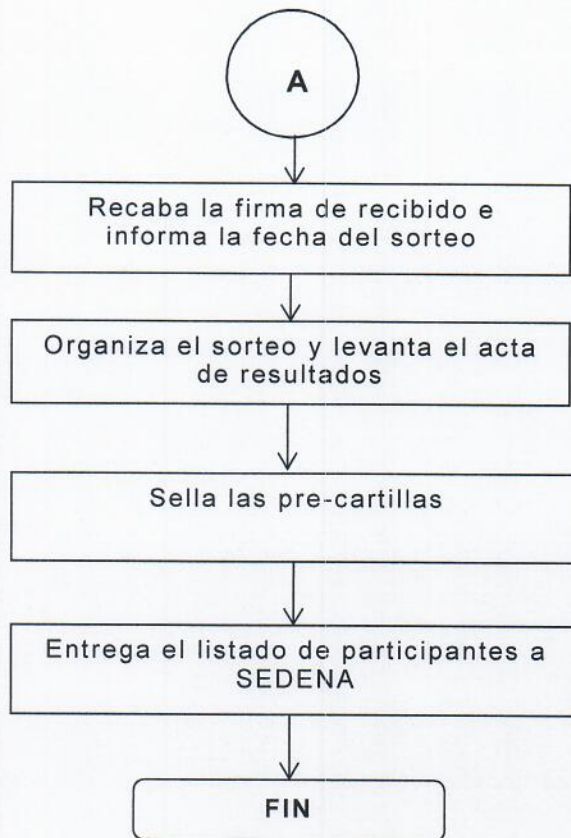 A
Recaba la firma de recibido e
informa la fecha del sorteo
Organiza el sorteo y levanta el acta
de resultados
Sella las pre-cartillas
Entrega el listado de participantes a
SEDENA
FIN